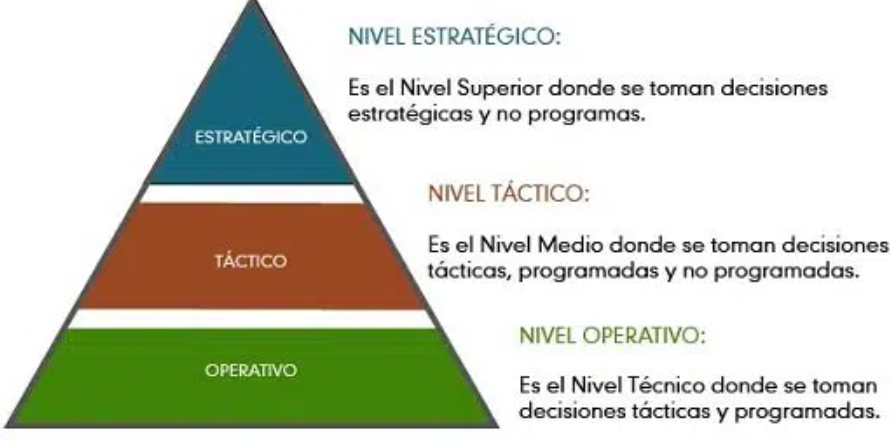 NIVEL ESTRATÉGICO:
Es el Nivel Superior donde se toman decisiones
estratégicas y no programas.
ESTRATÉGICO
NIVEL TÁCTICO:
Es el Nivel Medio donde se toman decisiones
tácticas, programadas y no programadas.
TÁCTICO
NIVEL OPERATIVO:
Es el Nivel Técnico donde se toman
decisiones tácticas y programadas.
OPERATIVO